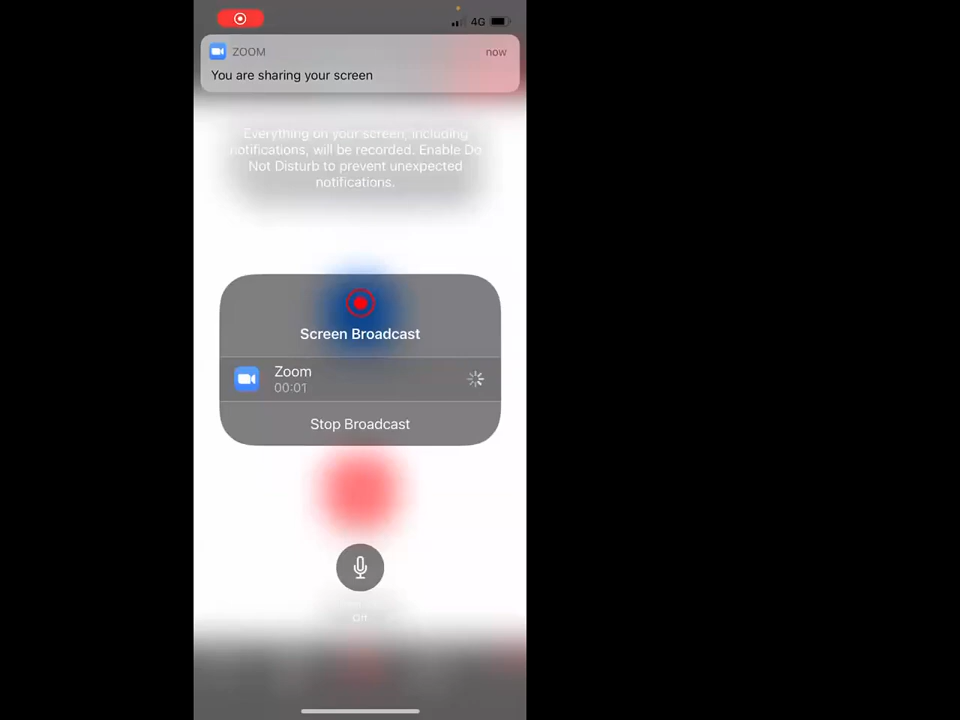 4G
ZOOM
now
You are sharing your screen
Everything on your screen, including
notifications, will be recorded. Enable Do
Not Disturb to prevent unexpected
notifications.
Screen Broadcast
Zoom
00:01
Stop Broadcast
Off